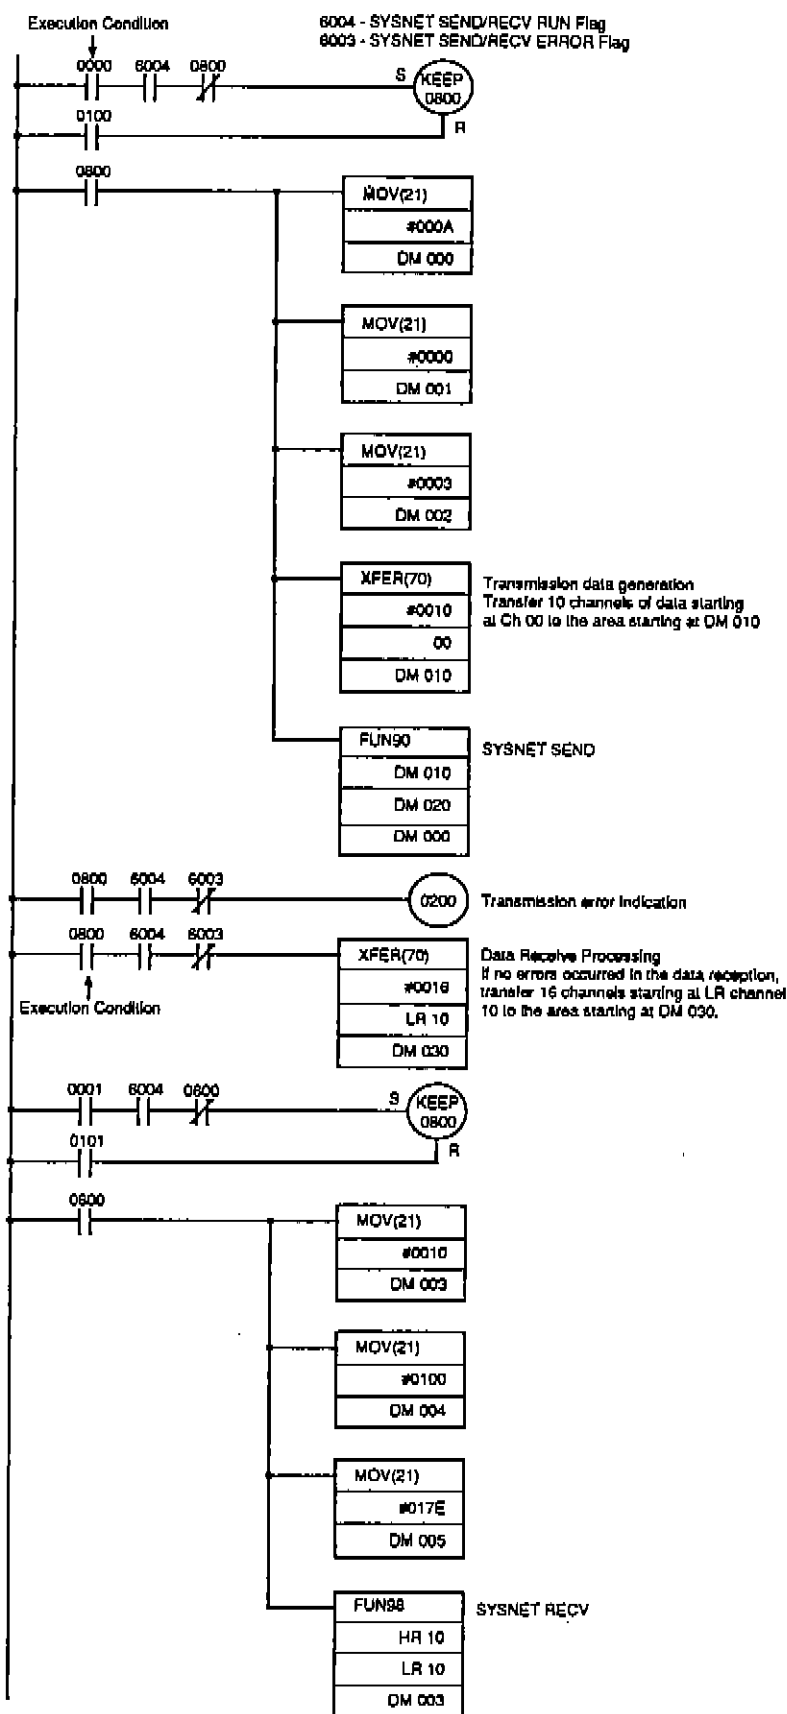 Execution Condition
6004 - SYSNET SEND/RECV RUN Flag
6003 - SYSNET SEND/RECV ERROR Flag
0000 6004 0800
S KEEP
0800
0100
R
0800
MOV(21)
#000A
DM 000
MOV(21)
#0000
DM 001
MOV(21)
#0003
DM 002
XFER(70)
#0010
00
DM 010
Transmission data generation
Transfer 10 channels of data starting
at Ch 00 to the area starting at DM 010
FUN90
DM 010
DM 020
DM 000
SYSNET SEND
0800 6004 6003
0200 Transmission error indication
0800 6004 6003
Execution Condition
XFER(70)
#0016
LR 10
DM 030
Data Receive Processing
If no errors occurred in the data reception,
transfer 16 channels starting at LR channel
10 to the area starting at DM 030.
0001 6004 0800
S KEEP
0800
0101
R
0800
MOV(21)
#0010
DM 003
MOV(21)
#0100
DM 004
MOV(21)
#017E
DM 005
FUN98
HR 10
LR 10
DM 003
SYSNET RECV